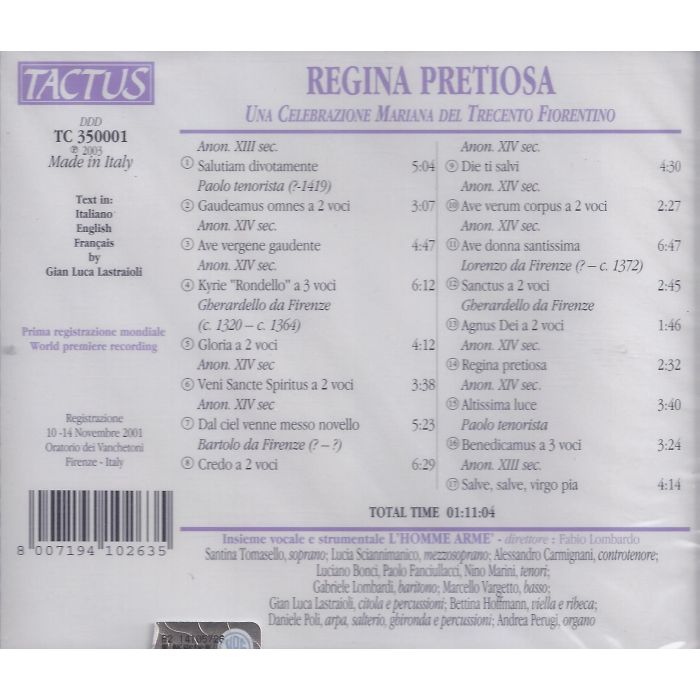 TACTUS
DDD
TC 350001
℗ 2003
Made in Italy
Text in:
Italiano
English
Français
by
Gian Luca Lastraioli
Prima registrazione mondiale
World premiere recording
Registrazione
10-14 Novembre 2001
Oratorio dei Vanchetoni
Firenze - Italy
8 007194 102635
REGINA PRETIOSA
UNA CELEBRAZIONE MARIANA DEL TRECENTO FIORENTINO
Anon. XIII sec.
① Salutiam divotamente 5:04
Paolo tenorista (?-1419)
② Gaudeamus omnes a 2 voci 3:07
Anon. XIV sec.
③ Ave vergene gaudente 4:47
Anon. XIV sec.
④ Kyrie "Rondello" a 3 voci 6:12
Gherardello da Firenze
(c. 1320 – c. 1364)
⑤ Gloria a 2 voci 4:12
Anon. XIV sec
⑥ Veni Sancte Spiritus a 2 voci 3:38
Anon. XIV sec
⑦ Dal ciel venne messo novello 5:23
Bartolo da Firenze (? – ?)
⑧ Credo a 2 voci 6:29
Anon. XIV sec.
⑨ Die ti salvi 4:30
Anon. XIV sec.
⑩ Ave verum corpus a 2 voci 2:27
Anon. XIV sec.
⑪ Ave donna santissima 6:47
Lorenzo da Firenze (? – c. 1372)
⑫ Sanctus a 2 voci 2:45
Gherardello da Firenze
⑬ Agnus Dei a 2 voci 1:46
Anon. XIV sec.
⑭ Regina pretiosa 2:32
Anon. XIV sec.
⑮ Altissima luce 3:40
Paolo tenorista
⑯ Benedicamus a 3 voci 3:24
Anon. XIII sec.
⑰ Salve, salve, virgo pia 4:14
TOTAL TIME 01:11:04
Insieme vocale e strumentale L'HOMME ARME' - direttore : Fabio Lombardo
Santina Tomasello, soprano; Lucia Sciannimanico, mezzosoprano; Alessandro Carmignani, controtenore;
Luciano Bonci, Paolo Fanciullacci, Nino Marini, tenori;
Gabriele Lombardi, baritono; Marcello Vargetto, basso;
Gian Luca Lastraioli, citola e percussioni; Bettina Hoffmann, viella e ribeca;
Daniele Poli, arpa, salterio, ghironda e percussioni; Andrea Perugi, organo